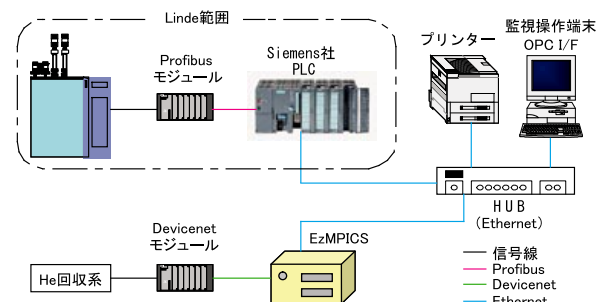 Linde範囲
Profibus
モジュール
Siemens社
PLC
プリンター
監視操作端末
OPC I/F
HUB
(Ethernet)
Devicenet
モジュール
EzMPICS
He回収系
信号線
Profibus
Devicenet
Ethernet